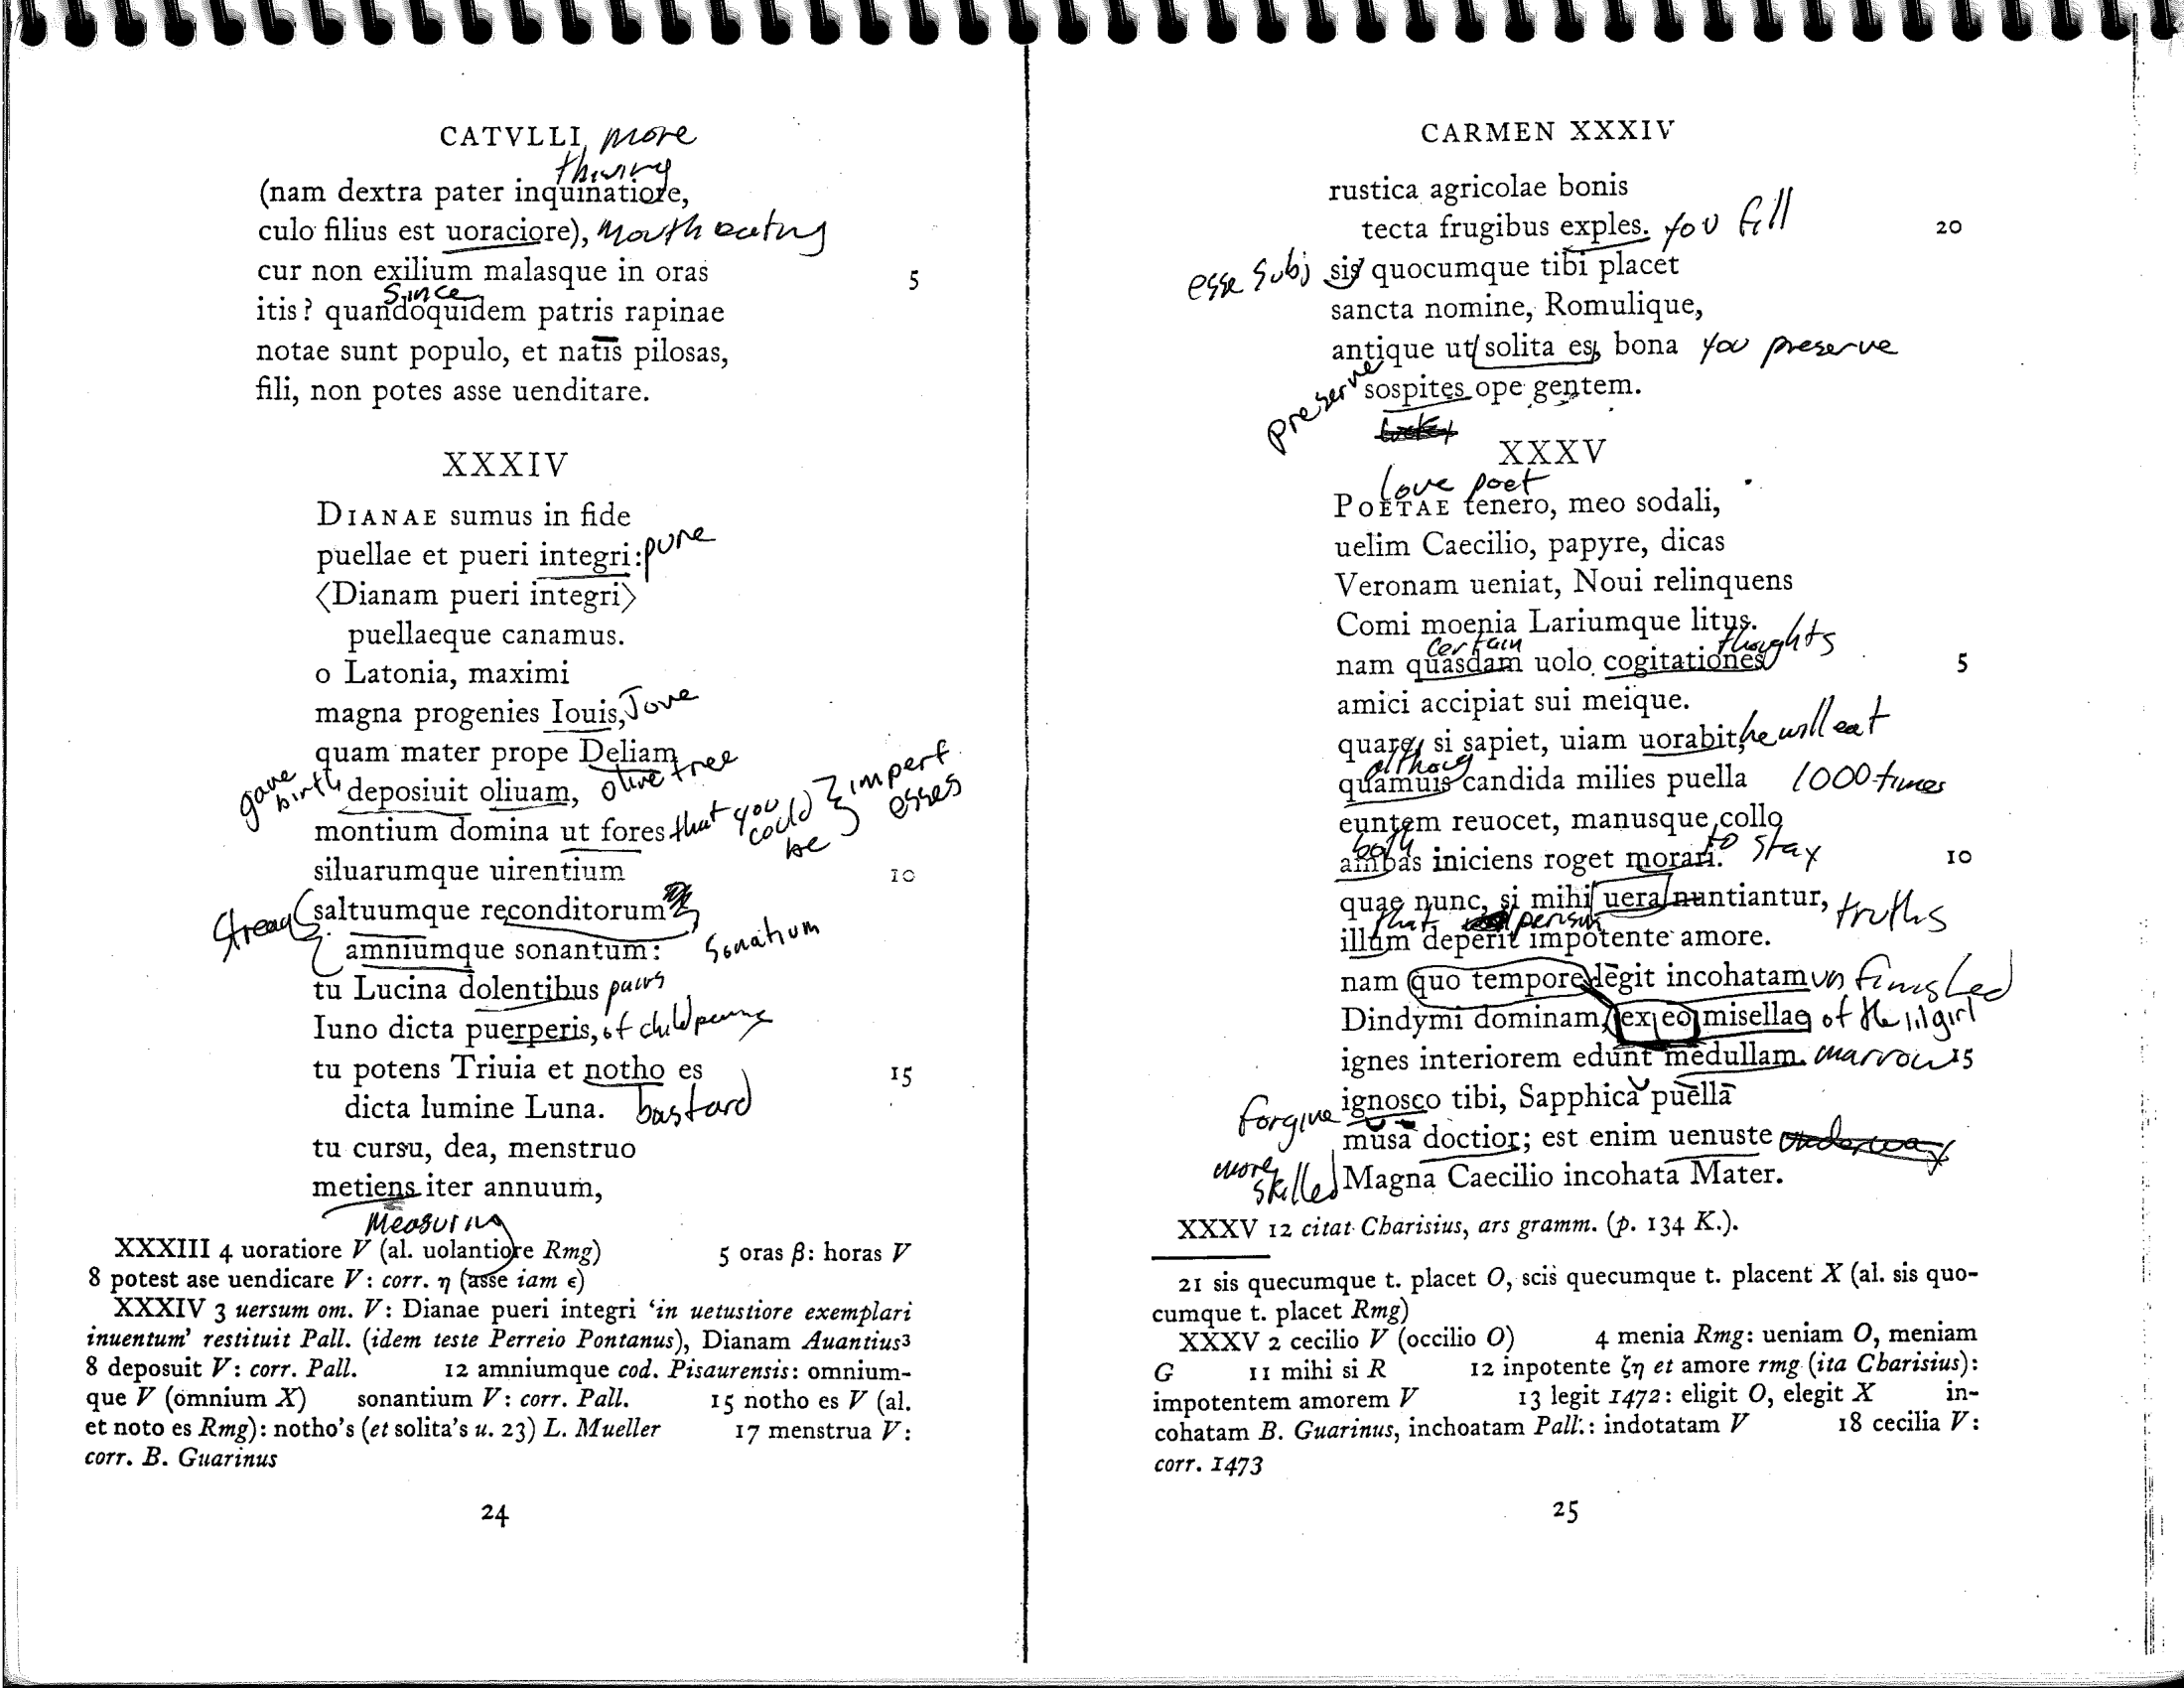 CATVLLI more
thiving
(nam dextra pater inquinatiore,
culo filius est uoraciore), mouth eating
cur non exilium malasque in oras 5
since
itis? quandoquidem patris rapinae
notae sunt populo, et natis pilosas,
fili, non potes asse uenditare.
XXXIV
DIANAE sumus in fide
puellae et pueri integri: pure
⟨Dianam pueri integri⟩
puellaeque canamus.
o Latonia, maximi
magna progenies Iouis, Jove
quam mater prope Deliam
gave birth deposiuit oliuam, olive tree
montium domina ut fores that you could be } imperf esses
siluarumque uirentium 10
saltuumque reconditorum
amniumque sonantum: sonatium
tu Lucina dolentibus
Iuno dicta puerperis, of child
tu potens Triuia et notho es 15
dicta lumine Luna. bastard
tu cursu, dea, menstruo
metiens iter annuum,
Measuring
XXXIII 4 uoratiore V (al. uolantiore Rmg) 5 oras β: horas V
8 potest ase uendicare V: corr. η (asse iam ε)
XXXIV 3 uersum om. V: Dianae pueri integri ‘in uetustiore exemplari
inuentum’ restituit Pall. (idem teste Perreio Pontanus), Dianam Auantius³
8 deposuit V: corr. Pall. 12 amniumque cod. Pisaurensis: omnium-
que V (omnium X) sonantium V: corr. Pall. 15 notho es V (al.
et noto es Rmg): notho's (et solita's u. 23) L. Mueller 17 menstrua V:
corr. B. Guarinus
24
CARMEN XXXIV
rustica agricolae bonis
tecta frugibus exples. you fill 20
esse subj sis quocumque tibi placet
sancta nomine, Romulique,
antique ut solita es, bona you preserve
preserve sospites ope gentem.
XXXV
love poet
POETAE tenero, meo sodali,
uelim Caecilio, papyre, dicas
Veronam ueniat, Noui relinquens
Comi moenia Lariumque litus.
certain thoughts
nam quasdam uolo cogitationes 5
amici accipiat sui meique.
quare, si sapiet, uiam uorabit, he will eat
although
quamuis candida milies puella 1000 times
euntem reuocet, manusque collo
both to stay
ambas iniciens roget morari. 10
quae nunc, si mihi uera nuntiantur, truths
that
illum deperit impotente amore.
nam quo tempore legit incohatam unfinished
Dindymi dominam, ex eo misellae of the lil girl
ignes interiorem edunt medullam. marrow 15
forgive ignosco tibi, Sapphica puella
musa doctior; est enim uenuste
more skilled Magna Caecilio incohata Mater.
XXXV 12 citat Charisius, ars gramm. (p. 134 K.).
21 sis quecumque t. placet O, scis quecumque t. placent X (al. sis quo-
cumque t. placet Rmg)
XXXV 2 cecilio V (occilio O) 4 menia Rmg: ueniam O, meniam
G 11 mihi si R 12 inpotente ζη et amore rmg (ita Charisius):
impotentem amorem V 13 legit 1472: eligit O, elegit X in-
cohatam B. Guarinus, inchoatam Pall.: indotatam V 18 cecilia V:
corr. 1473
25